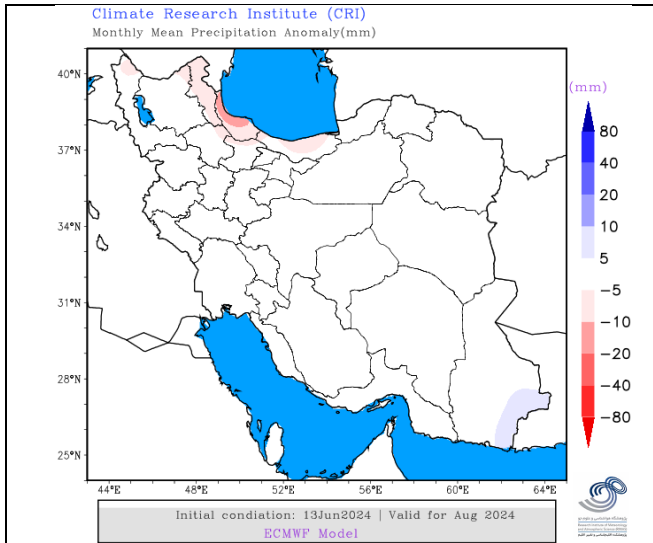 Climate Research Institute (CRI)
Monthly Mean Precipitation Anomaly(mm)
(mm)
40°N
37°N
34°N
31°N
28°N
25°N
44°E
48°E
52°E
56°E
60°E
64°E
80
40
20
10
5
−5
−10
−20
−40
−80
Initial condiation: 13Jun2024 | Valid for Aug 2024
ECMWF Model